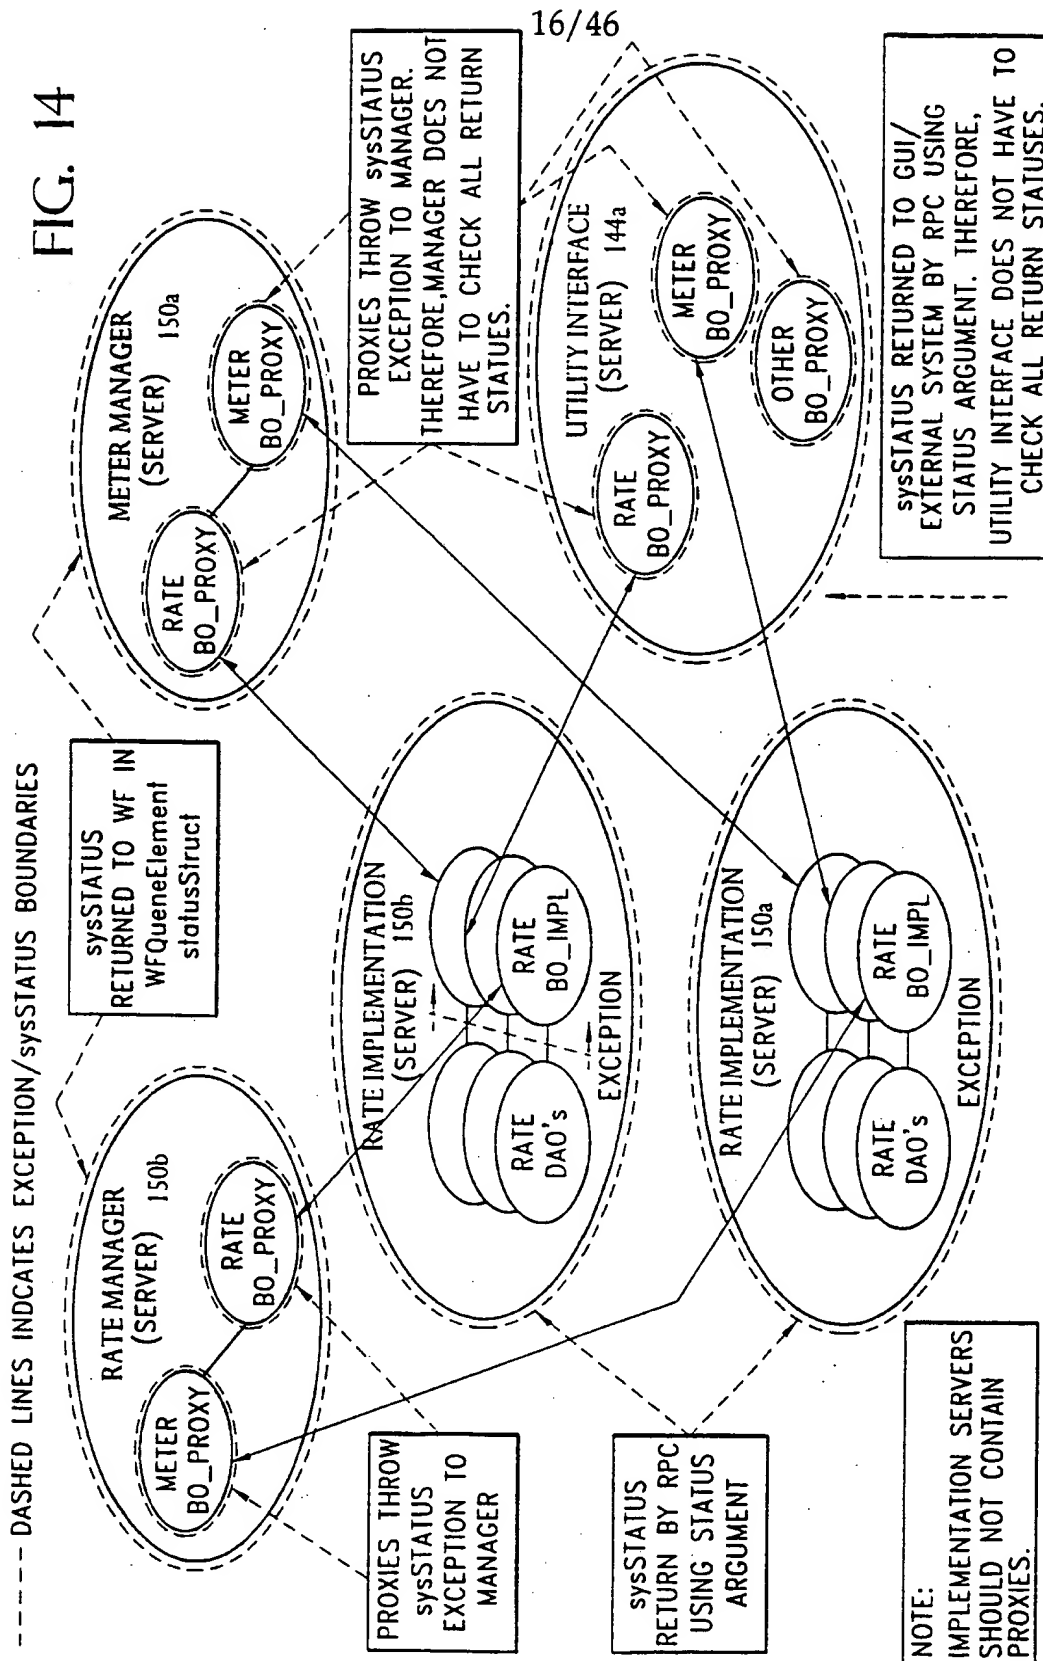 16/46
FIG. 14
---- DASHED LINES INDCATES EXCEPTION/sysSTATUS BOUNDARIES
RATE MANAGER
(SERVER) 150b
METER
BO_PROXY
RATE
BO_PROXY
sysSTATUS
RETURNED TO WF IN
WFQueneElement
statusStruct
METER MANAGER
(SERVER) 150a
RATE
BO_PROXY
METER
BO_PROXY
PROXIES THROW
sysSTATUS
EXCEPTION TO
MANAGER
RATE IMPLEMENTATION
(SERVER) 150b
RATE
DAO's
RATE
BO_IMPL
EXCEPTION
PROXIES THROW sysSTATUS
EXCEPTION TO MANAGER.
THEREFORE,MANAGER DOES NOT
HAVE TO CHECK ALL RETURN
STATUES.
sysSTATUS
RETURN BY RPC
USING STATUS
ARGUMENT
RATE IMPLEMENTATION
(SERVER) 150a
RATE
DAO's
RATE
BO_IMPL
EXCEPTION
UTILITY INTERFACE
(SERVER) 144a
RATE
BO_PROXY
METER
BO_PROXY
OTHER
BO_PROXY
NOTE:
IMPLEMENTATION SERVERS
SHOULD NOT CONTAIN
PROXIES.
sysSTATUS RETURNED TO GUI/
EXTERNAL SYSTEM BY RPC USING
STATUS ARGUMENT. THEREFORE,
UTILITY INTERFACE DOES NOT HAVE TO
CHECK ALL RETURN STATUSES.